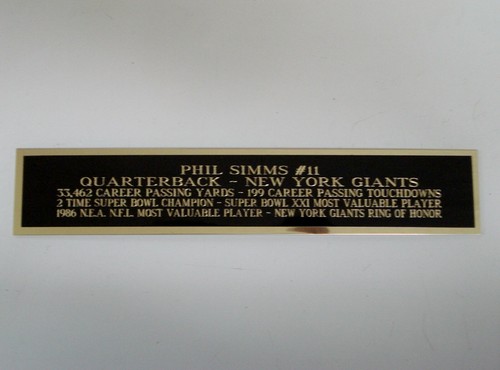 PHIL SIMMS #11
QUARTERBACK - NEW YORK GIANTS
33,462 CAREER PASSING YARDS - 199 CAREER PASSING TOUCHDOWNS
2 TIME SUPER BOWL CHAMPION - SUPER BOWL XXI MOST VALUABLE PLAYER
1986 N.E.A. N.F.L. MOST VALUABLE PLAYER - NEW YORK GIANTS RING OF HONOR